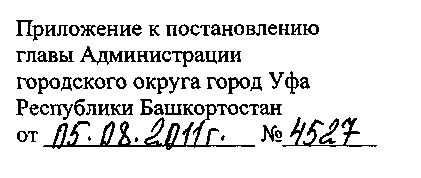 Приложение к постановлению
главы Администрации
городского округа город Уфа
Республики Башкортостан
от 05.08.2011г. № 4527